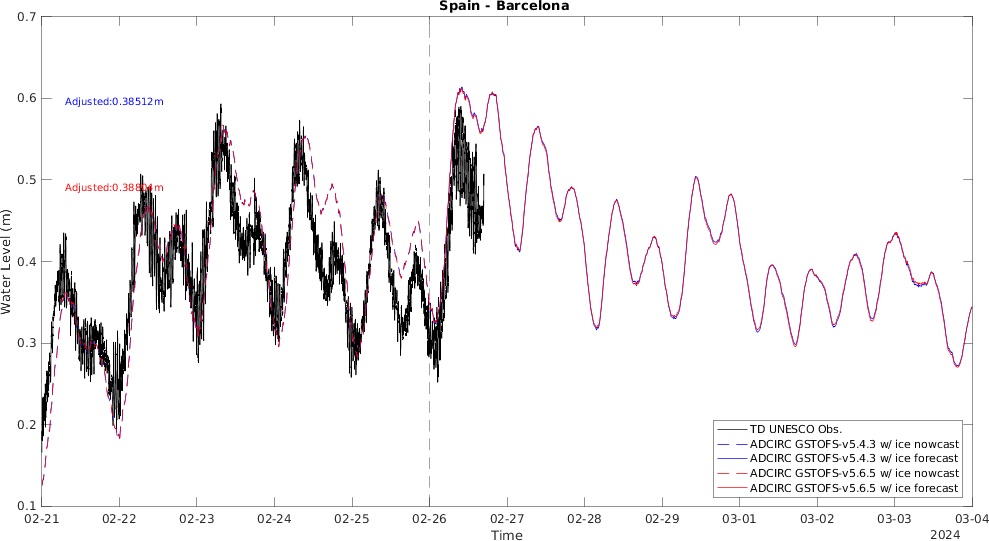 Spain - Barcelona
0.7
0.6
0.5
0.4
0.3
0.2
0.1
Water Level (m)
Adjusted:0.38512m
TD UNESCO Obs.
ADCIRC GSTOFS-v5.4.3 w/ ice nowcast
ADCIRC GSTOFS-v5.4.3 w/ ice forecast
ADCIRC GSTOFS-v5.6.5 w/ ice nowcast
ADCIRC GSTOFS-v5.6.5 w/ ice forecast
02-21 02-22 02-23 02-24 02-25 02-26 02-27 02-28 02-29 03-01 03-02 03-03 03-04
Time
2024